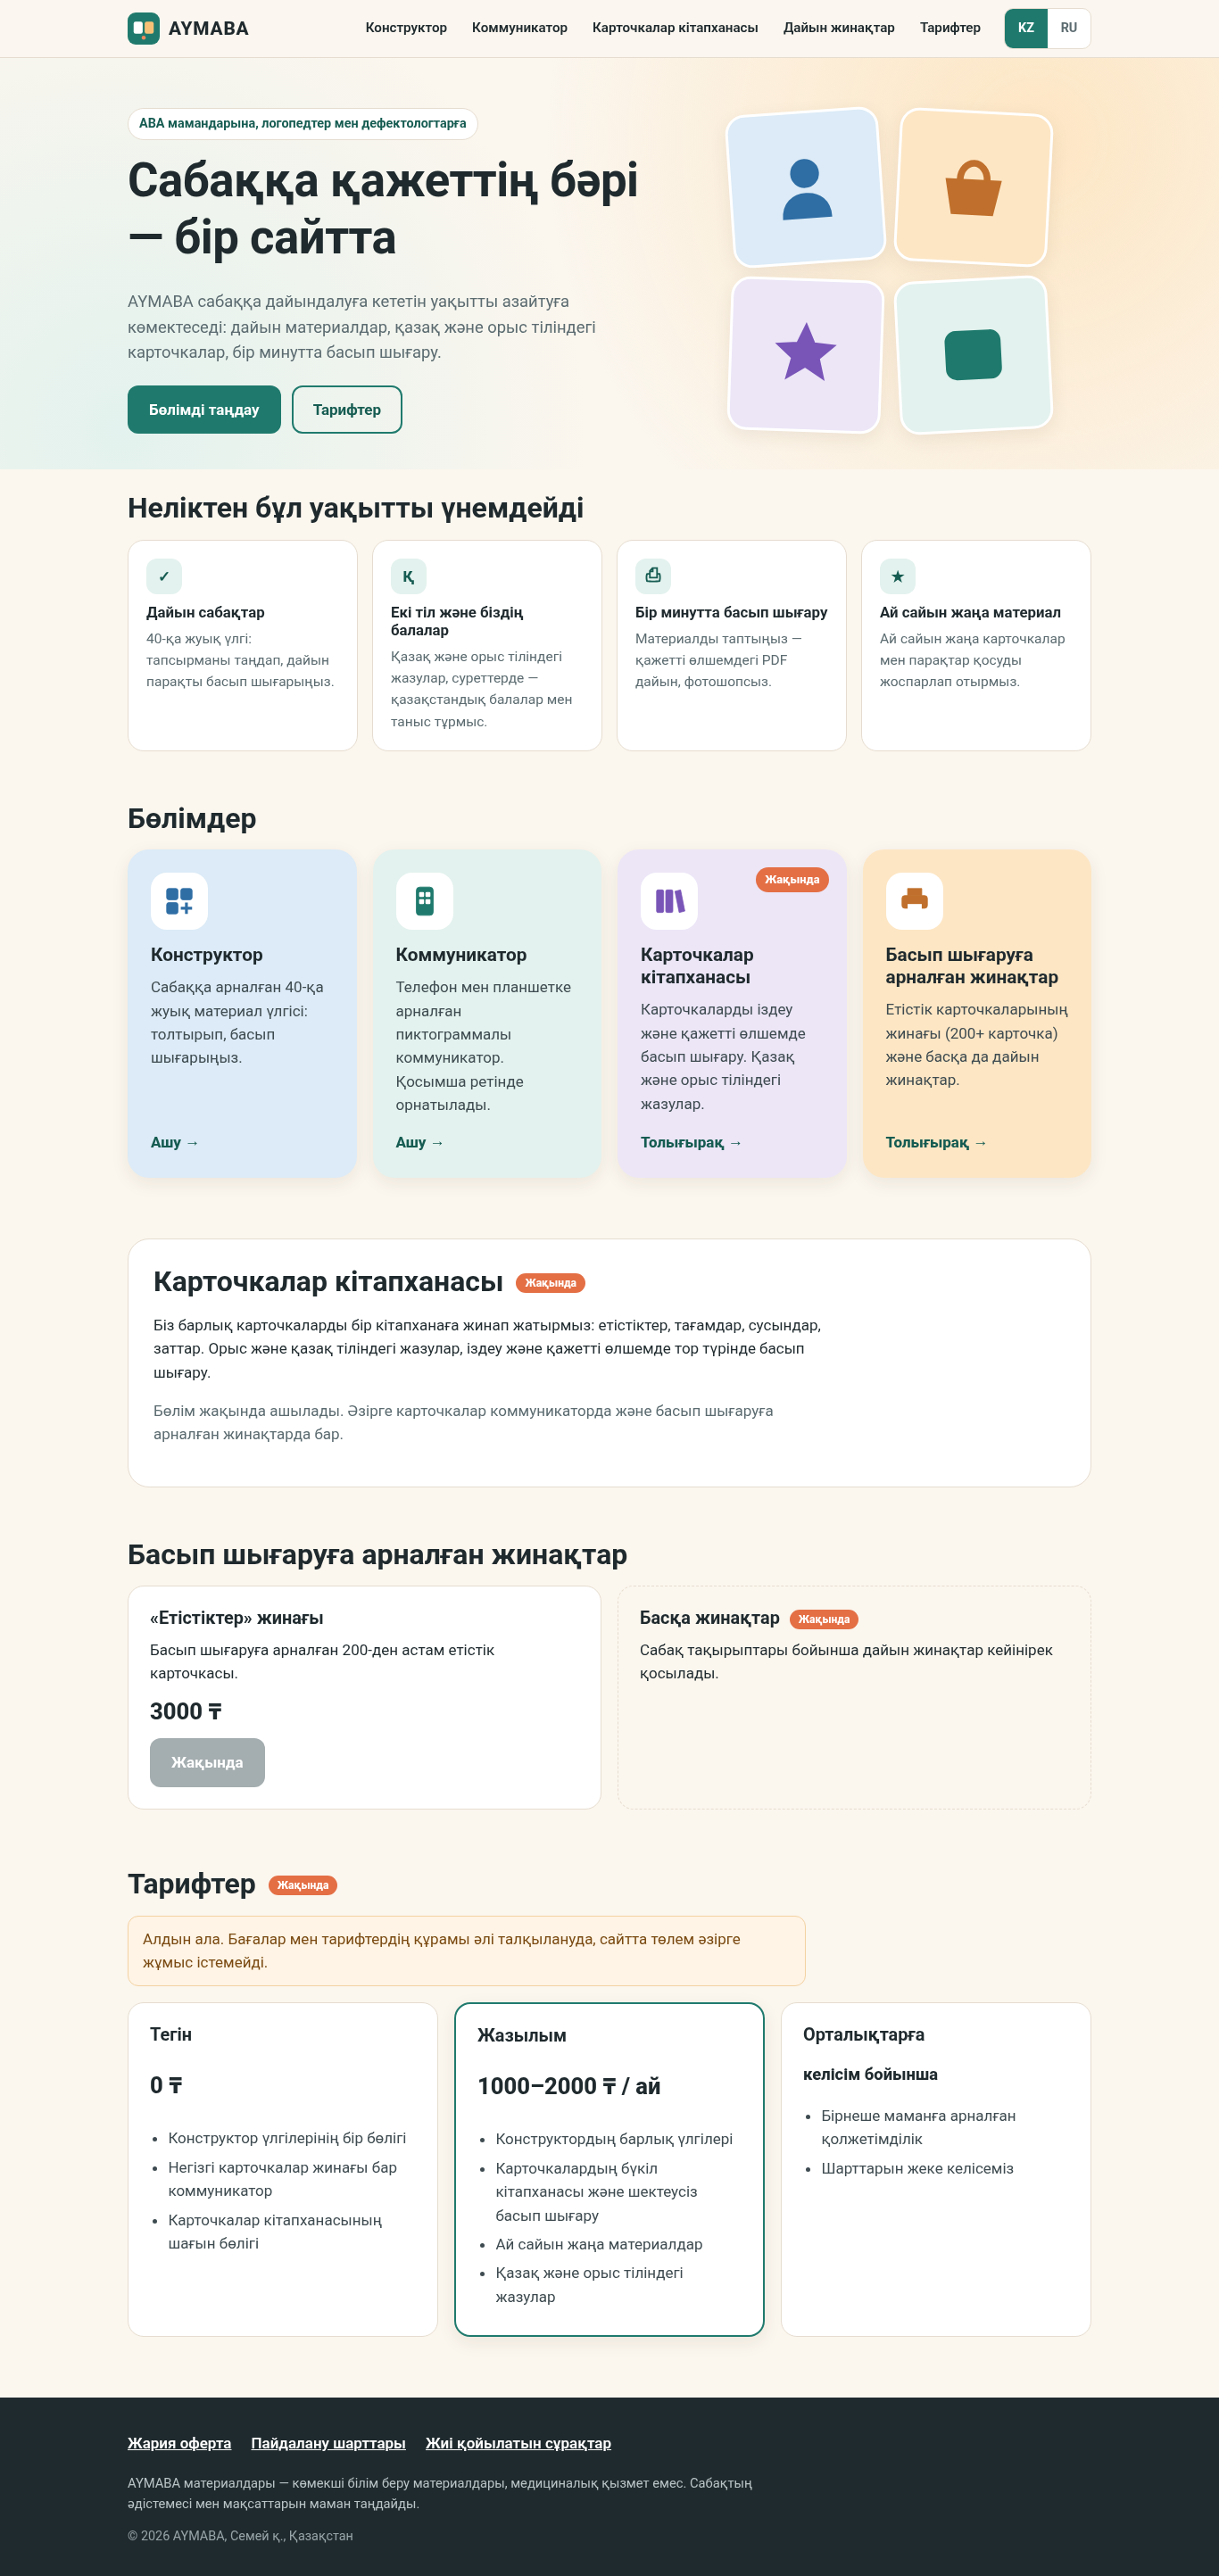 AYMABA
Конструктор Коммуникатор Карточкалар кітапханасы Дайын жинақтар Тарифтер KZ RU
АВА мамандарына, логопедтер мен дефектологтарға
Сабаққа қажеттің бәрі
— бір сайтта
AYMABA сабаққа дайындалуға кететін уақытты азайтуға
көмектеседі: дайын материалдар, қазақ және орыс тіліндегі
карточкалар, бір минутта басып шығару.
Бөлімді таңдау Тарифтер
Неліктен бұл уақытты үнемдейді
✓
Дайын сабақтар
40-қа жуық үлгі:
тапсырманы таңдап, дайын
парақты басып шығарыңыз.
Қ
Екі тіл және біздің
балалар
Қазақ және орыс тіліндегі
жазулар, суреттерде —
қазақстандық балалар мен
таныс тұрмыс.
⎙
Бір минутта басып шығару
Материалды таптыңыз —
қажетті өлшемдегі PDF
дайын, фотошопсыз.
★
Ай сайын жаңа материал
Ай сайын жаңа карточкалар
мен парақтар қосуды
жоспарлап отырмыз.
Бөлімдер
Конструктор
Сабаққа арналған 40-қа
жуық материал үлгісі:
толтырып, басып
шығарыңыз.
Ашу →
Коммуникатор
Телефон мен планшетке
арналған
пиктограммалы
коммуникатор.
Қосымша ретінде
орнатылады.
Ашу →
Жақында
Карточкалар
кітапханасы
Карточкаларды іздеу
және қажетті өлшемде
басып шығару. Қазақ
және орыс тіліндегі
жазулар.
Толығырақ →
Басып шығаруға
арналған жинақтар
Етістік карточкаларының
жинағы (200+ карточка)
және басқа да дайын
жинақтар.
Толығырақ →
Карточкалар кітапханасы Жақында
Біз барлық карточкаларды бір кітапханаға жинап жатырмыз: етістіктер, тағамдар, сусындар,
заттар. Орыс және қазақ тіліндегі жазулар, іздеу және қажетті өлшемде тор түрінде басып
шығару.
Бөлім жақында ашылады. Әзірге карточкалар коммуникаторда және басып шығаруға
арналған жинақтарда бар.
Басып шығаруға арналған жинақтар
«Етістіктер» жинағы
Басып шығаруға арналған 200-ден астам етістік
карточкасы.
3000 ₸
Жақында
Басқа жинақтар Жақында
Сабақ тақырыптары бойынша дайын жинақтар кейінірек
қосылады.
Тарифтер Жақында
Алдын ала. Бағалар мен тарифтердің құрамы әлі талқылануда, сайтта төлем әзірге
жұмыс істемейді.
Тегін
0 ₸
• Конструктор үлгілерінің бір бөлігі
• Негізгі карточкалар жинағы бар
коммуникатор
• Карточкалар кітапханасының
шағын бөлігі
Жазылым
1000–2000 ₸ / ай
• Конструктордың барлық үлгілері
• Карточкалардың бүкіл
кітапханасы және шектеусіз
басып шығару
• Ай сайын жаңа материалдар
• Қазақ және орыс тіліндегі
жазулар
Орталықтарға
келісім бойынша
• Бірнеше маманға арналған
қолжетімділік
• Шарттарын жеке келісеміз
Жария оферта Пайдалану шарттары Жиі қойылатын сұрақтар
AYMABA материалдары — көмекші білім беру материалдары, медициналық қызмет емес. Сабақтың
әдістемесі мен мақсаттарын маман таңдайды.
© 2026 AYMABA, Семей қ., Қазақстан